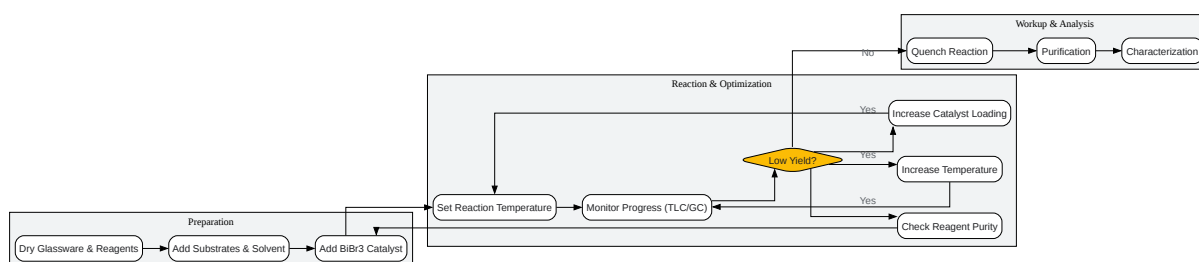 Workup & Analysis
No
Quench Reaction
Purification
Characterization
Reaction & Optimization
Yes
Increase Catalyst Loading
Low Yield?
Yes
Increase Temperature
Yes
Set Reaction Temperature
Monitor Progress (TLC/GC)
Check Reagent Purity
Preparation
Dry Glassware & Reagents
Add Substrates & Solvent
Add BiBr3 Catalyst